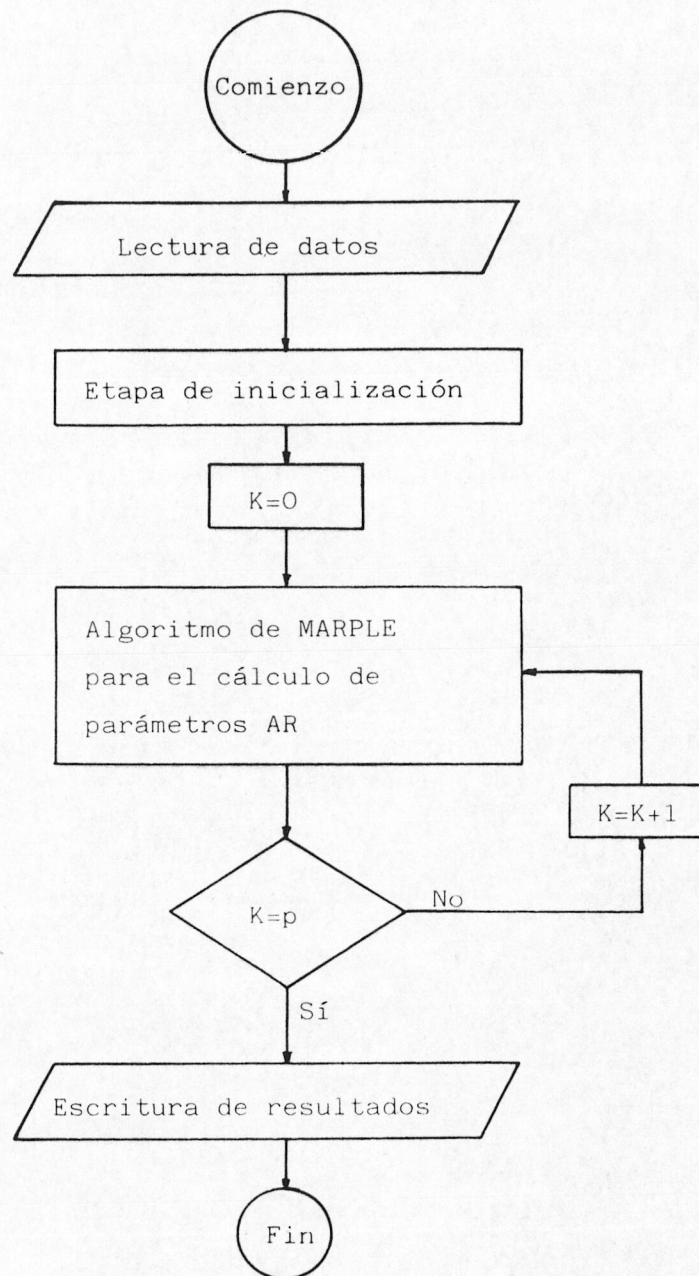 Comienzo
Lectura de datos
Etapa de inicialización
K=0
Algoritmo de MARPLE
para el cálculo de
parámetros AR
K=K+1
K=p
No
Sí
Escritura de resultados
Fin